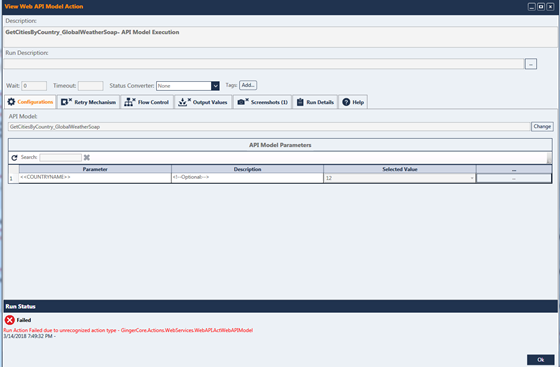 View Web API Model Action
Description:
GetCitiesByCountry_GlobalWeatherSoap- API Model Execution
Run Description:
...
Wait: 0 Timeout: Status Converter: None Tags: Add...
Configurations Retry Mechanism Flow Control Output Values Screenshots (1) Run Details Help
API Model:
GetCitiesByCountry_GlobalWeatherSoap Change
API Model Parameters
Search:
Parameter Description Selected Value ...
1 <<COUNTRYNAME>> <!--Optional:--> 12 ...
Run Status
Failed
Run Action Failed due to unrecognized action type - GingerCore.Actions.WebServices.WebAPI.ActWebAPIModel
3/14/2018 7:49:32 PM -
Ok